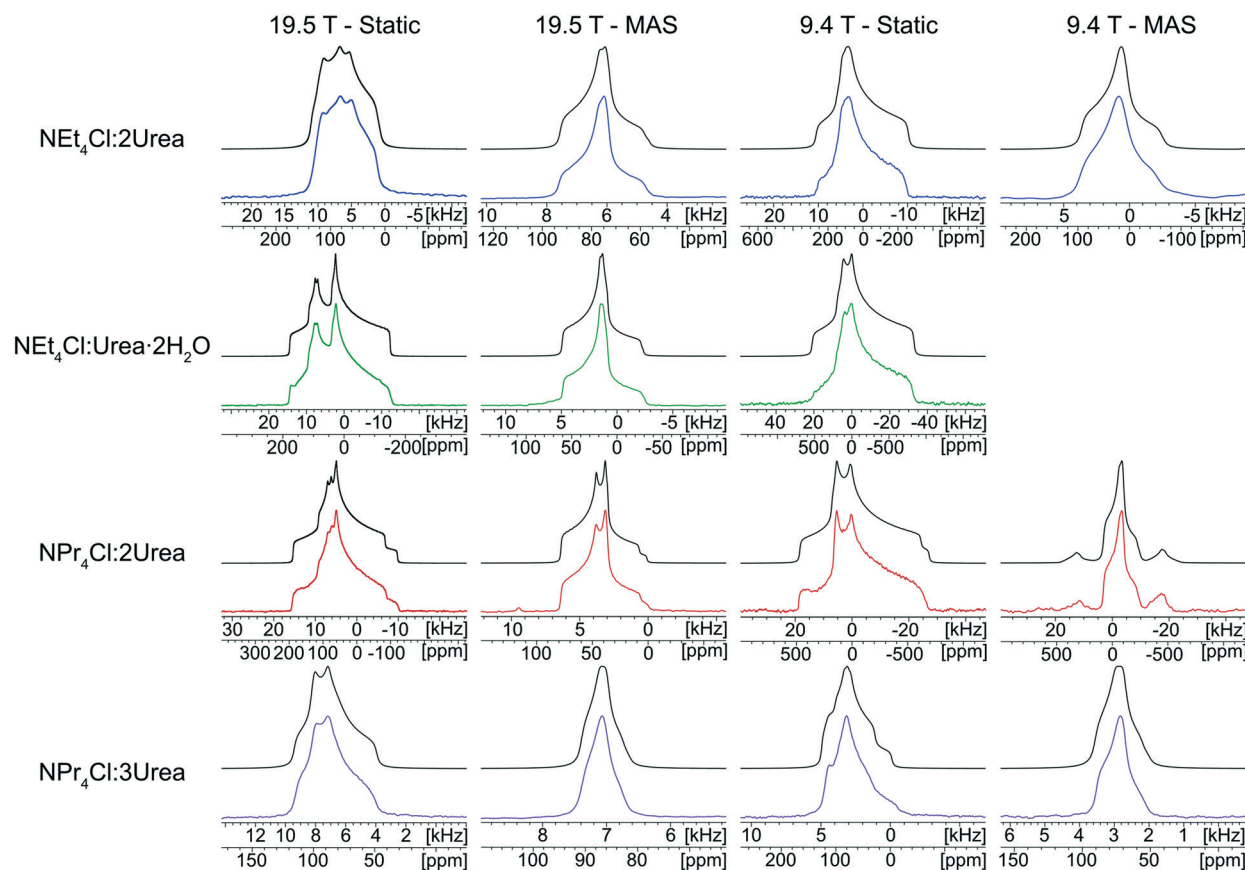 19.5 T - Static 19.5 T - MAS 9.4 T - Static 9.4 T - MAS
NEt4Cl:2Urea
20 15 10 5 0 -5 [kHz] 10 8 6 4 [kHz] 20 10 0 -10 [kHz] 5 0 -5 [kHz]
200 100 0 [ppm] 120 100 80 60 [ppm] 600 200 0 -200 [ppm] 200 100 0 -100 [ppm]
NEt4Cl:Urea·2H2O
20 10 0 -10 [kHz] 10 5 0 -5 [kHz] 40 20 0 -20 -40 [kHz]
200 0 -200 [ppm] 100 50 0 -50 [ppm] 500 0 -500 [ppm]
NPr4Cl:2Urea
30 20 10 0 -10 [kHz] 10 5 0 [kHz] 20 0 -20 [kHz] 20 0 -20 [kHz]
300 200 100 0 -100 [ppm] 100 50 0 [ppm] 500 0 -500 [ppm] 500 0 -500 [ppm]
NPr4Cl:3Urea
12 10 8 6 4 2 [kHz] 8 7 6 [kHz] 10 5 0 [kHz] 6 5 4 3 2 1 [kHz]
150 100 50 [ppm] 100 80 [ppm] 200 100 0 [ppm] 150 100 50 [ppm]